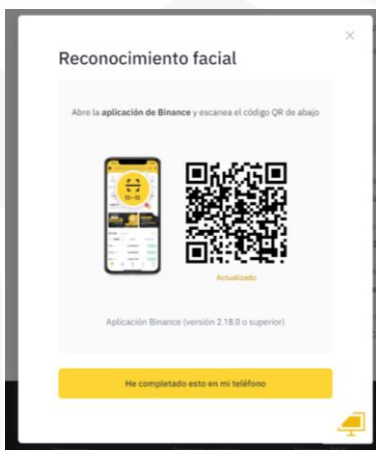 Reconocimiento facial
Abre la aplicación de Binance y escanea el código QR de abajo
Actualizado
Aplicación Binance (versión 2.18.0 o superior)
He completado esto en mi teléfono